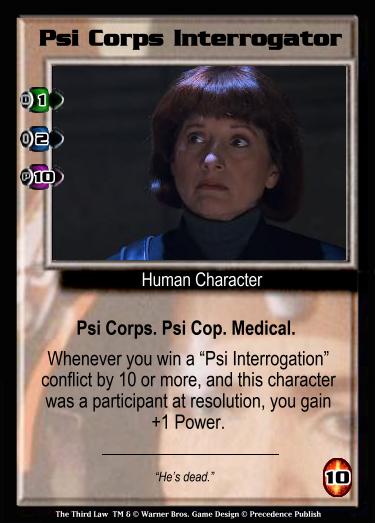 Psi Corps Interrogator
D 1
I 2
P 10
Human Character
Psi Corps. Psi Cop. Medical.
Whenever you win a “Psi Interrogation”
conflict by 10 or more, and this character
was a participant at resolution, you gain
+1 Power.
“He’s dead.”
10
The Third Law TM & © Warner Bros. Game Design © Precedence Publish